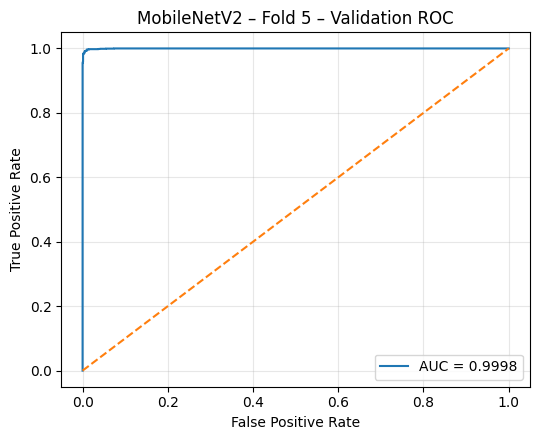 MobileNetV2 – Fold 5 – Validation ROC
True Positive Rate
1.0
0.8
0.6
0.4
0.2
0.0
0.0 0.2 0.4 0.6 0.8 1.0
False Positive Rate
AUC = 0.9998